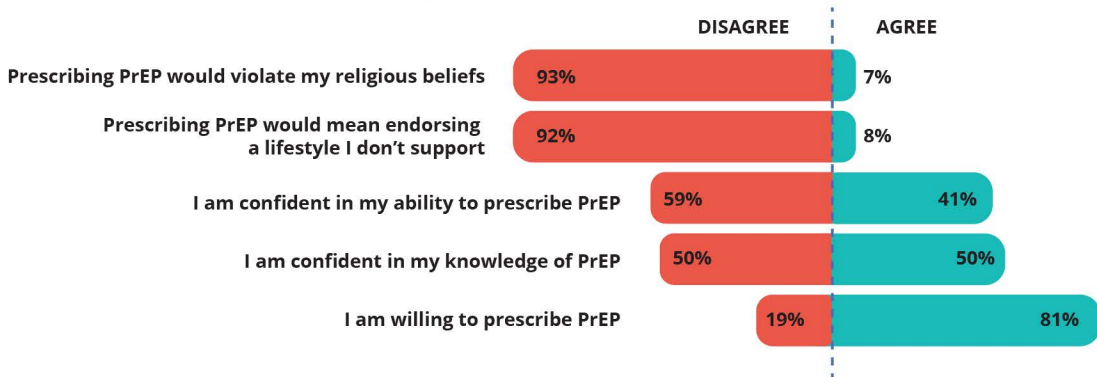 DISAGREE AGREE
Prescribing PrEP would violate my religious beliefs 93% 7%
Prescribing PrEP would mean endorsing
a lifestyle I don’t support 92% 8%
I am confident in my ability to prescribe PrEP 59% 41%
I am confident in my knowledge of PrEP 50% 50%
I am willing to prescribe PrEP 19% 81%